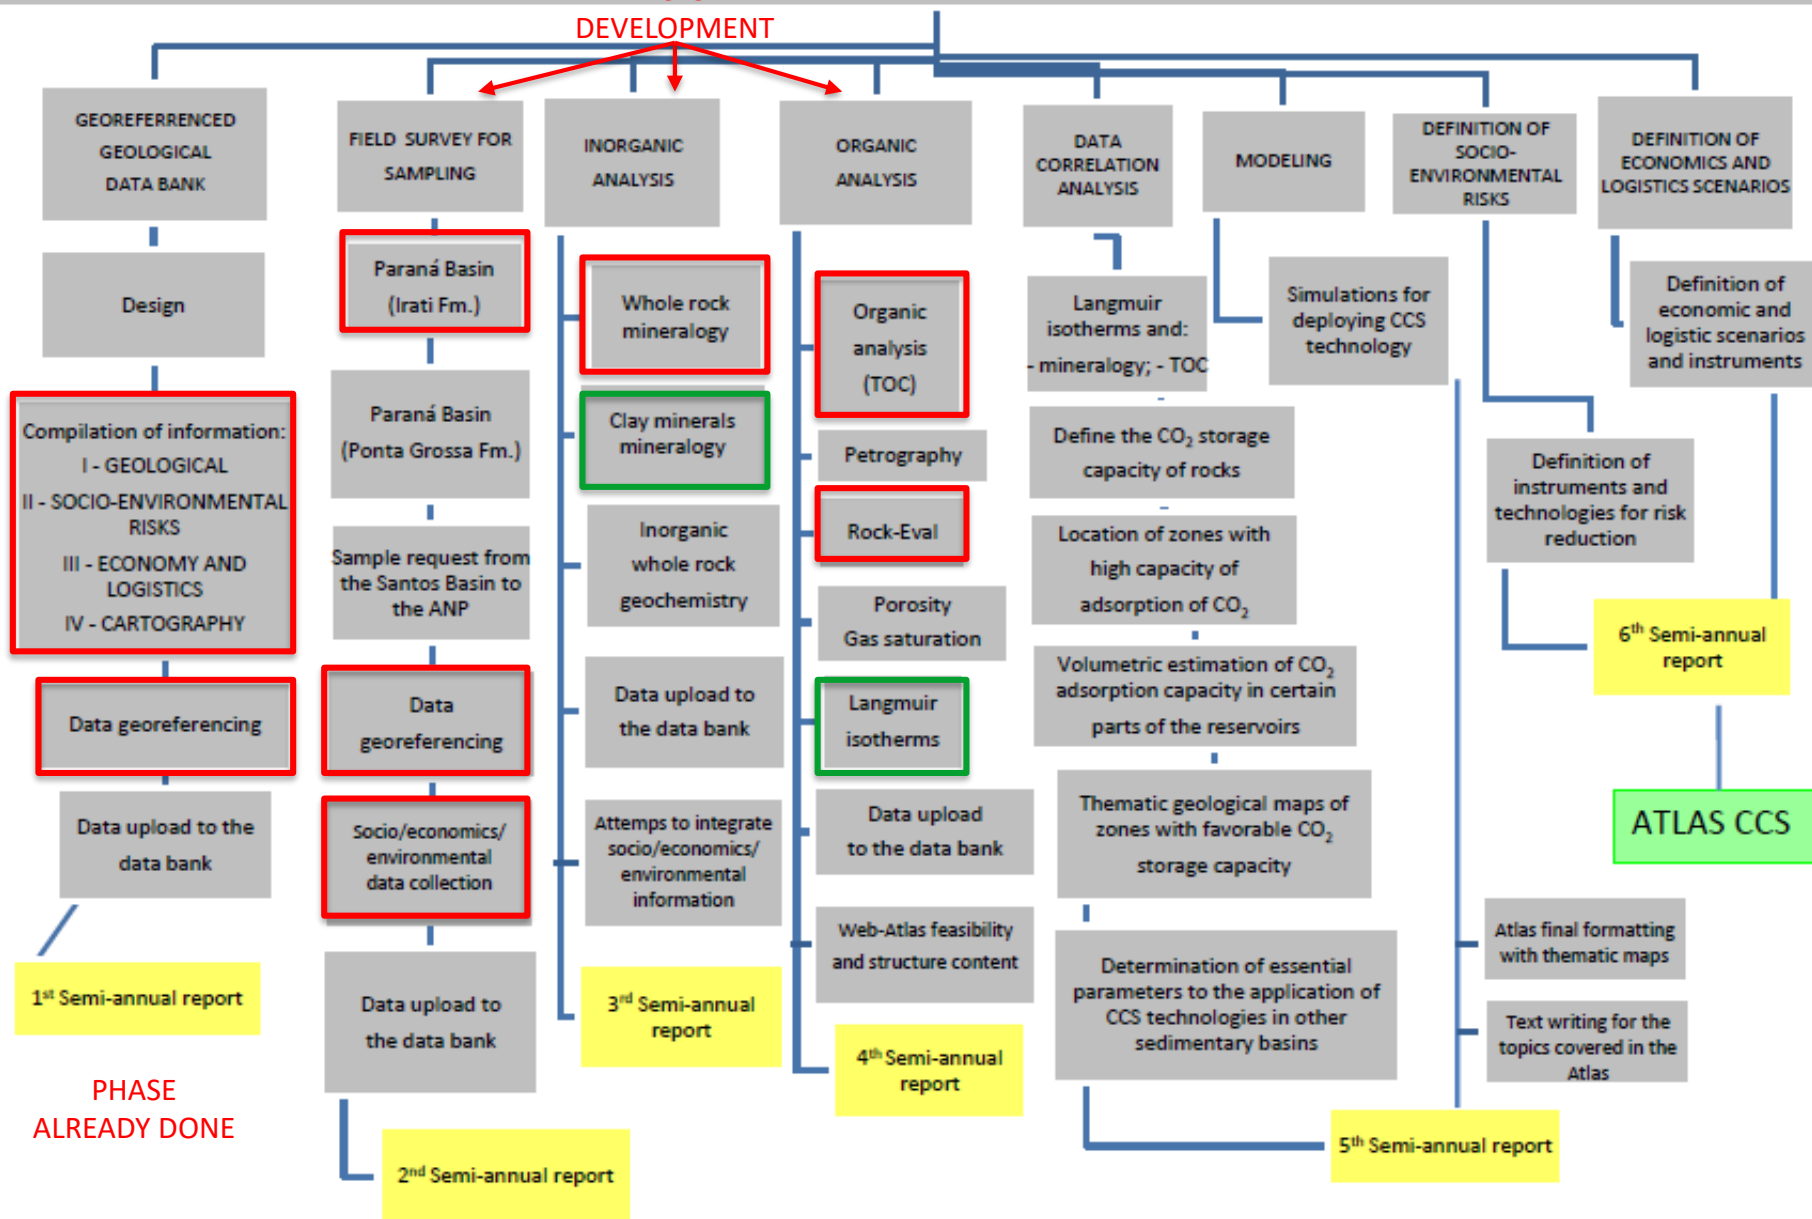 DEVELOPMENT
GEOREFERRENCED
GEOLOGICAL
DATA BANK
Design
Compilation of information:
I - GEOLOGICAL
II - SOCIO-ENVIRONMENTAL
RISKS
III - ECONOMY AND
LOGISTICS
IV - CARTOGRAPHY
Data georeferencing
Data upload to the
data bank
1st Semi-annual report
PHASE
ALREADY DONE
FIELD SURVEY FOR
SAMPLING
Paraná Basin
(Irati Fm.)
Paraná Basin
(Ponta Grossa Fm.)
Sample request from
the Santos Basin to
the ANP
Data
georeferencing
Socio/economics/
environmental
data collection
Data upload to
the data bank
2nd Semi-annual report
INORGANIC
ANALYSIS
Whole rock
mineralogy
Clay minerals
mineralogy
Inorganic
whole rock
geochemistry
Data upload to
the data bank
Attemps to integrate
socio/economics/
environmental
information
3rd Semi-annual
report
ORGANIC
ANALYSIS
Organic
analysis
(TOC)
Petrography
Rock-Eval
Porosity
Gas saturation
Langmuir
isotherms
Data upload
to the data bank
Web-Atlas feasibility
and structure content
4th Semi-annual
report
DATA
CORRELATION
ANALYSIS
Langmuir
isotherms and:
- mineralogy; - TOC
Define the CO2 storage
capacity of rocks
Location of zones with
high capacity of
adsorption of CO2
Volumetric estimation of CO2
adsorption capacity in certain
parts of the reservoirs
Thematic geological maps of
zones with favorable CO2
storage capacity
Determination of essential
parameters to the application of
CCS technologies in other
sedimentary basins
5th Semi-annual report
MODELING
Simulations for
deploying CCS
technology
Atlas final formatting
with thematic maps
Text writing for the
topics covered in the
Atlas
DEFINITION OF
SOCIO-
ENVIRONMENTAL
RISKS
Definition of
instruments and
technologies for risk
reduction
DEFINITION OF
ECONOMICS AND
LOGISTICS SCENARIOS
Definition of
economic and
logistic scenarios
and instruments
6th Semi-annual
report
ATLAS CCS